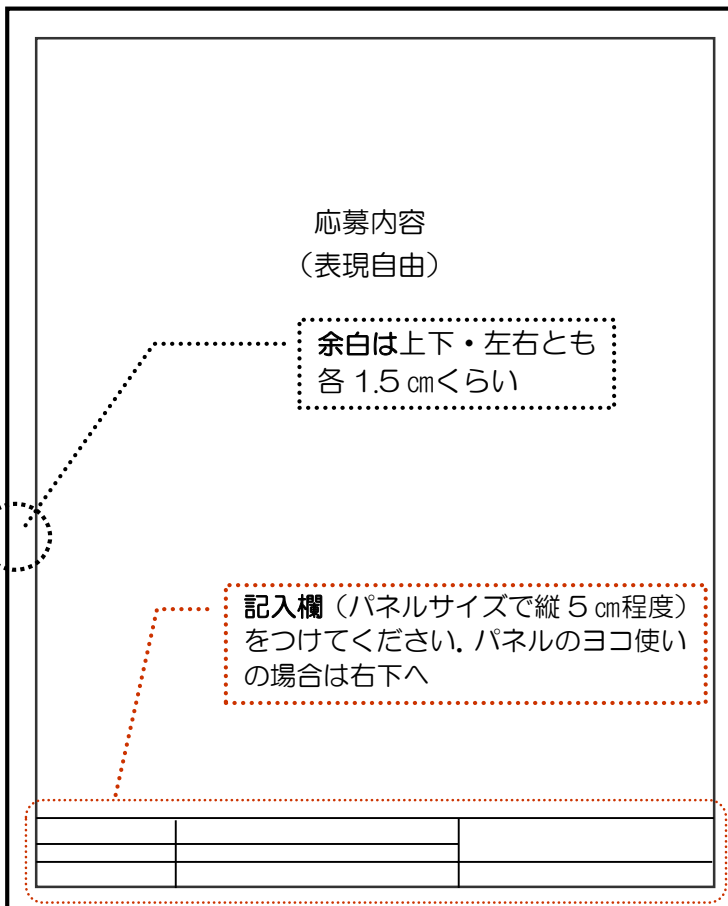 応募内容
（表現自由）
余白は上下・左右とも
各 1.5 ㎝くらい
記入欄（パネルサイズで縦 5 ㎝程度）
をつけてください．パネルのヨコ使い
の場合は右下へ